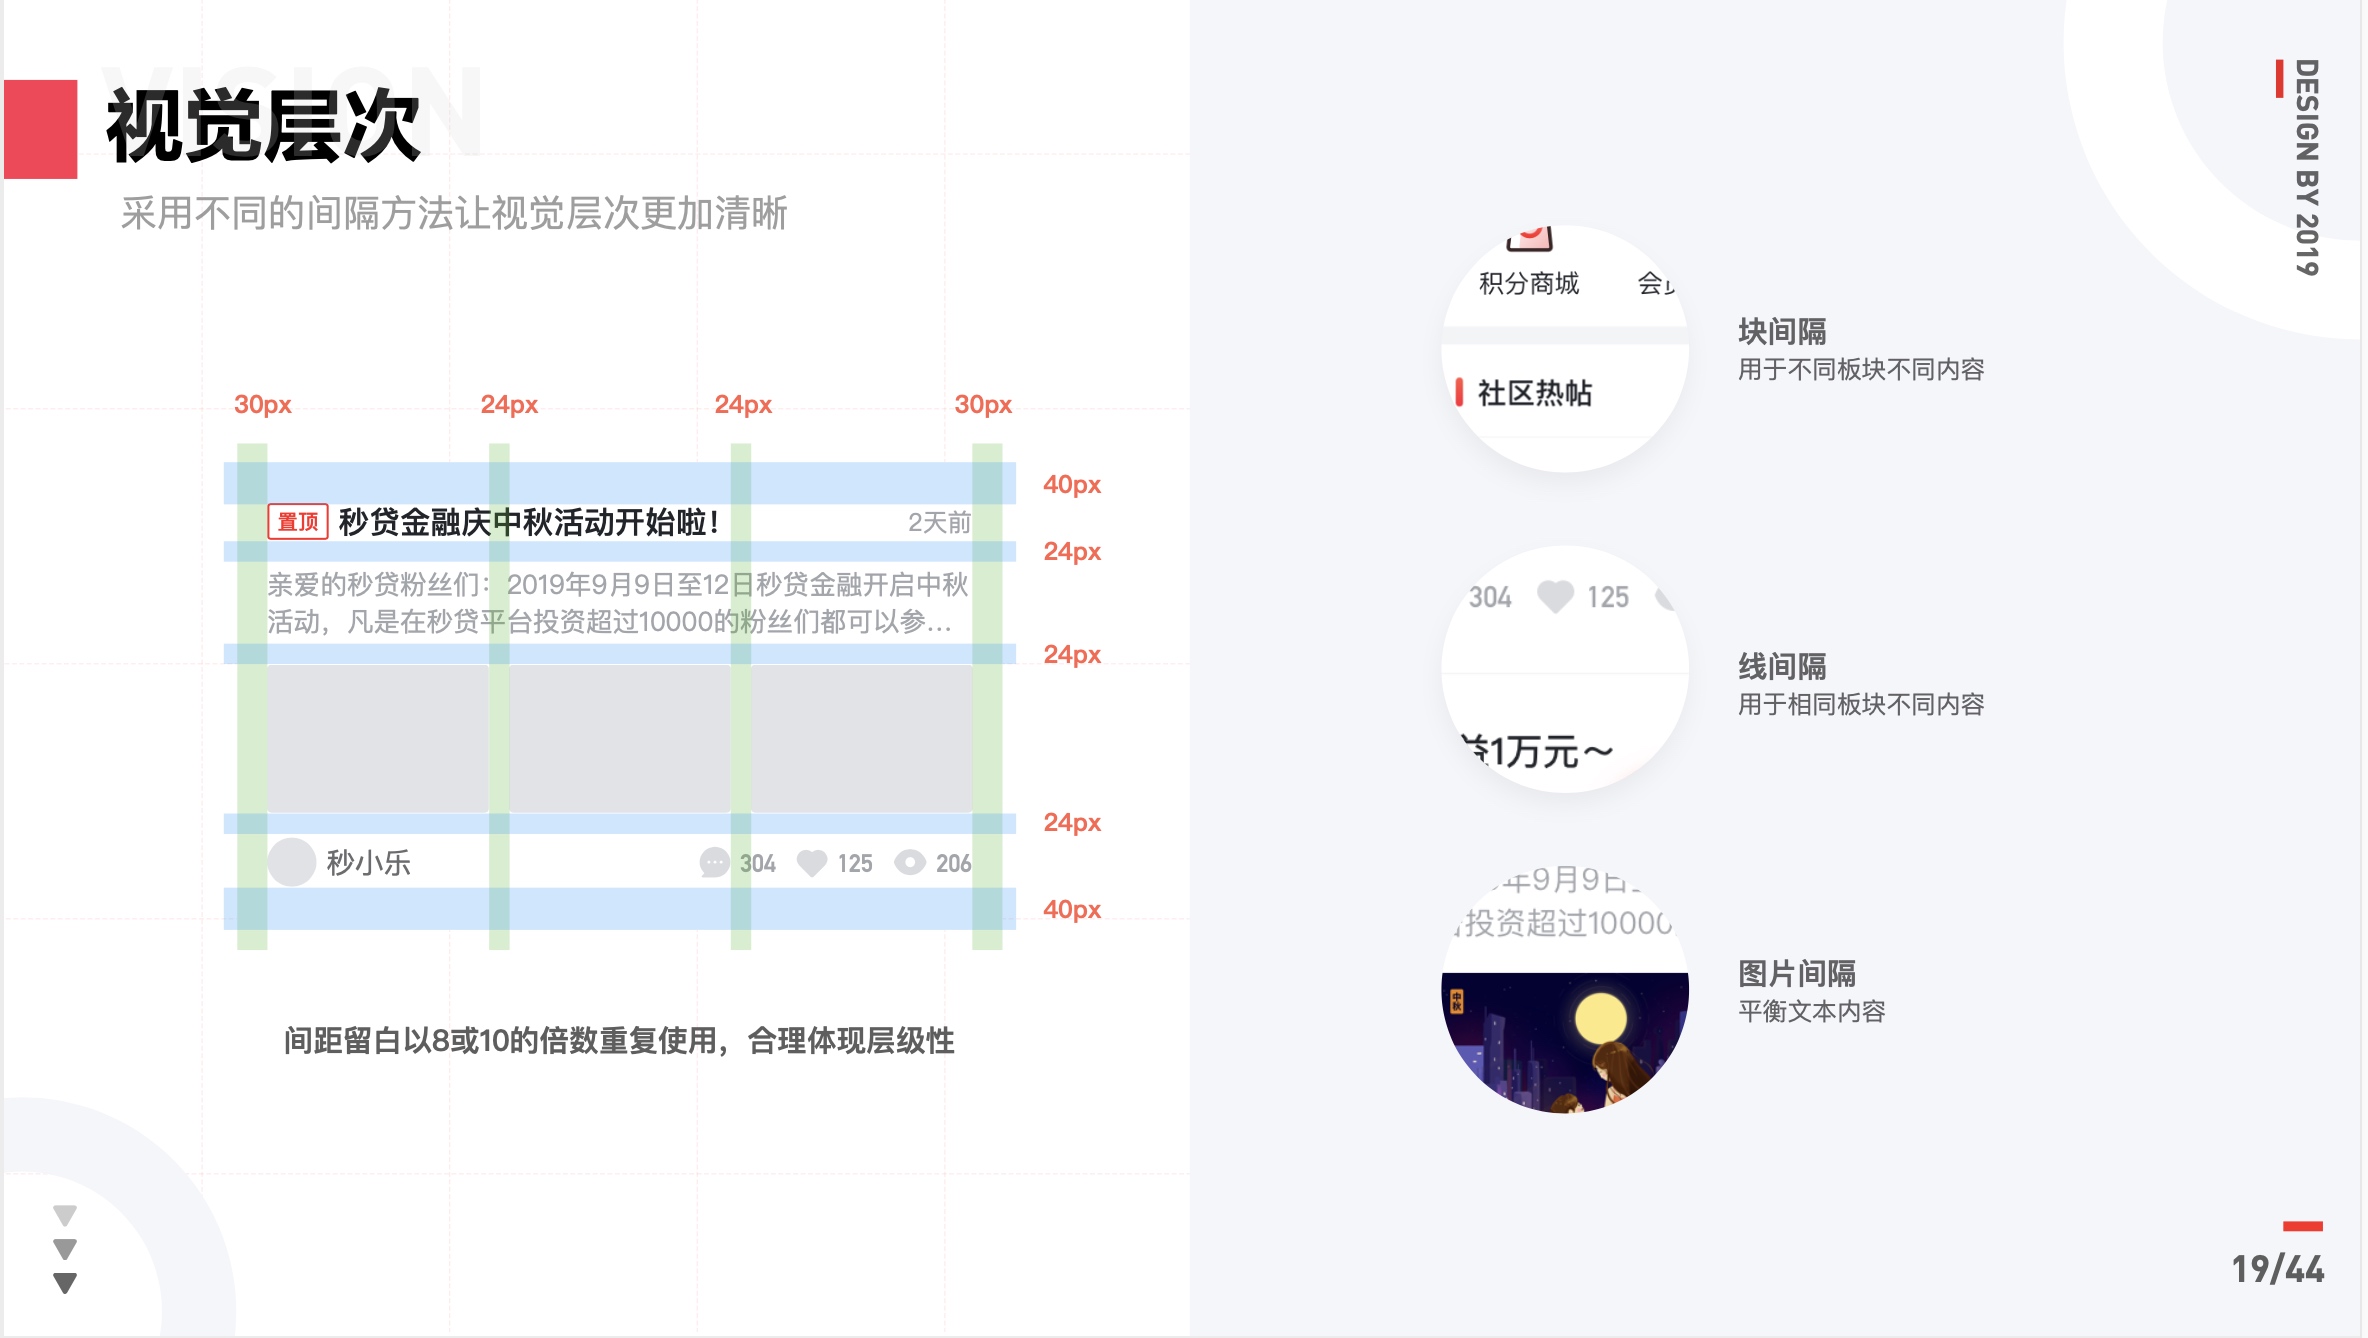 VISION
视觉层次
采用不同的间隔方法让视觉层次更加清晰
30px 24px 24px 30px
40px
置顶 秒贷金融庆中秋活动开始啦！ 2天前
24px
亲爱的秒贷粉丝们：2019年9月9日至12日秒贷金融开启中秋
活动，凡是在秒贷平台投资超过10000的粉丝们都可以参...
24px
24px
秒小乐 304 125 206
40px
间距留白以8或10的倍数重复使用，合理体现层级性
积分商城 会
社区热帖
块间隔
用于不同板块不同内容
304 125
益1万元～
线间隔
用于相同板块不同内容
年9月9日
投资超过10000
中秋
图片间隔
平衡文本内容
DESIGN BY 2019
19/44